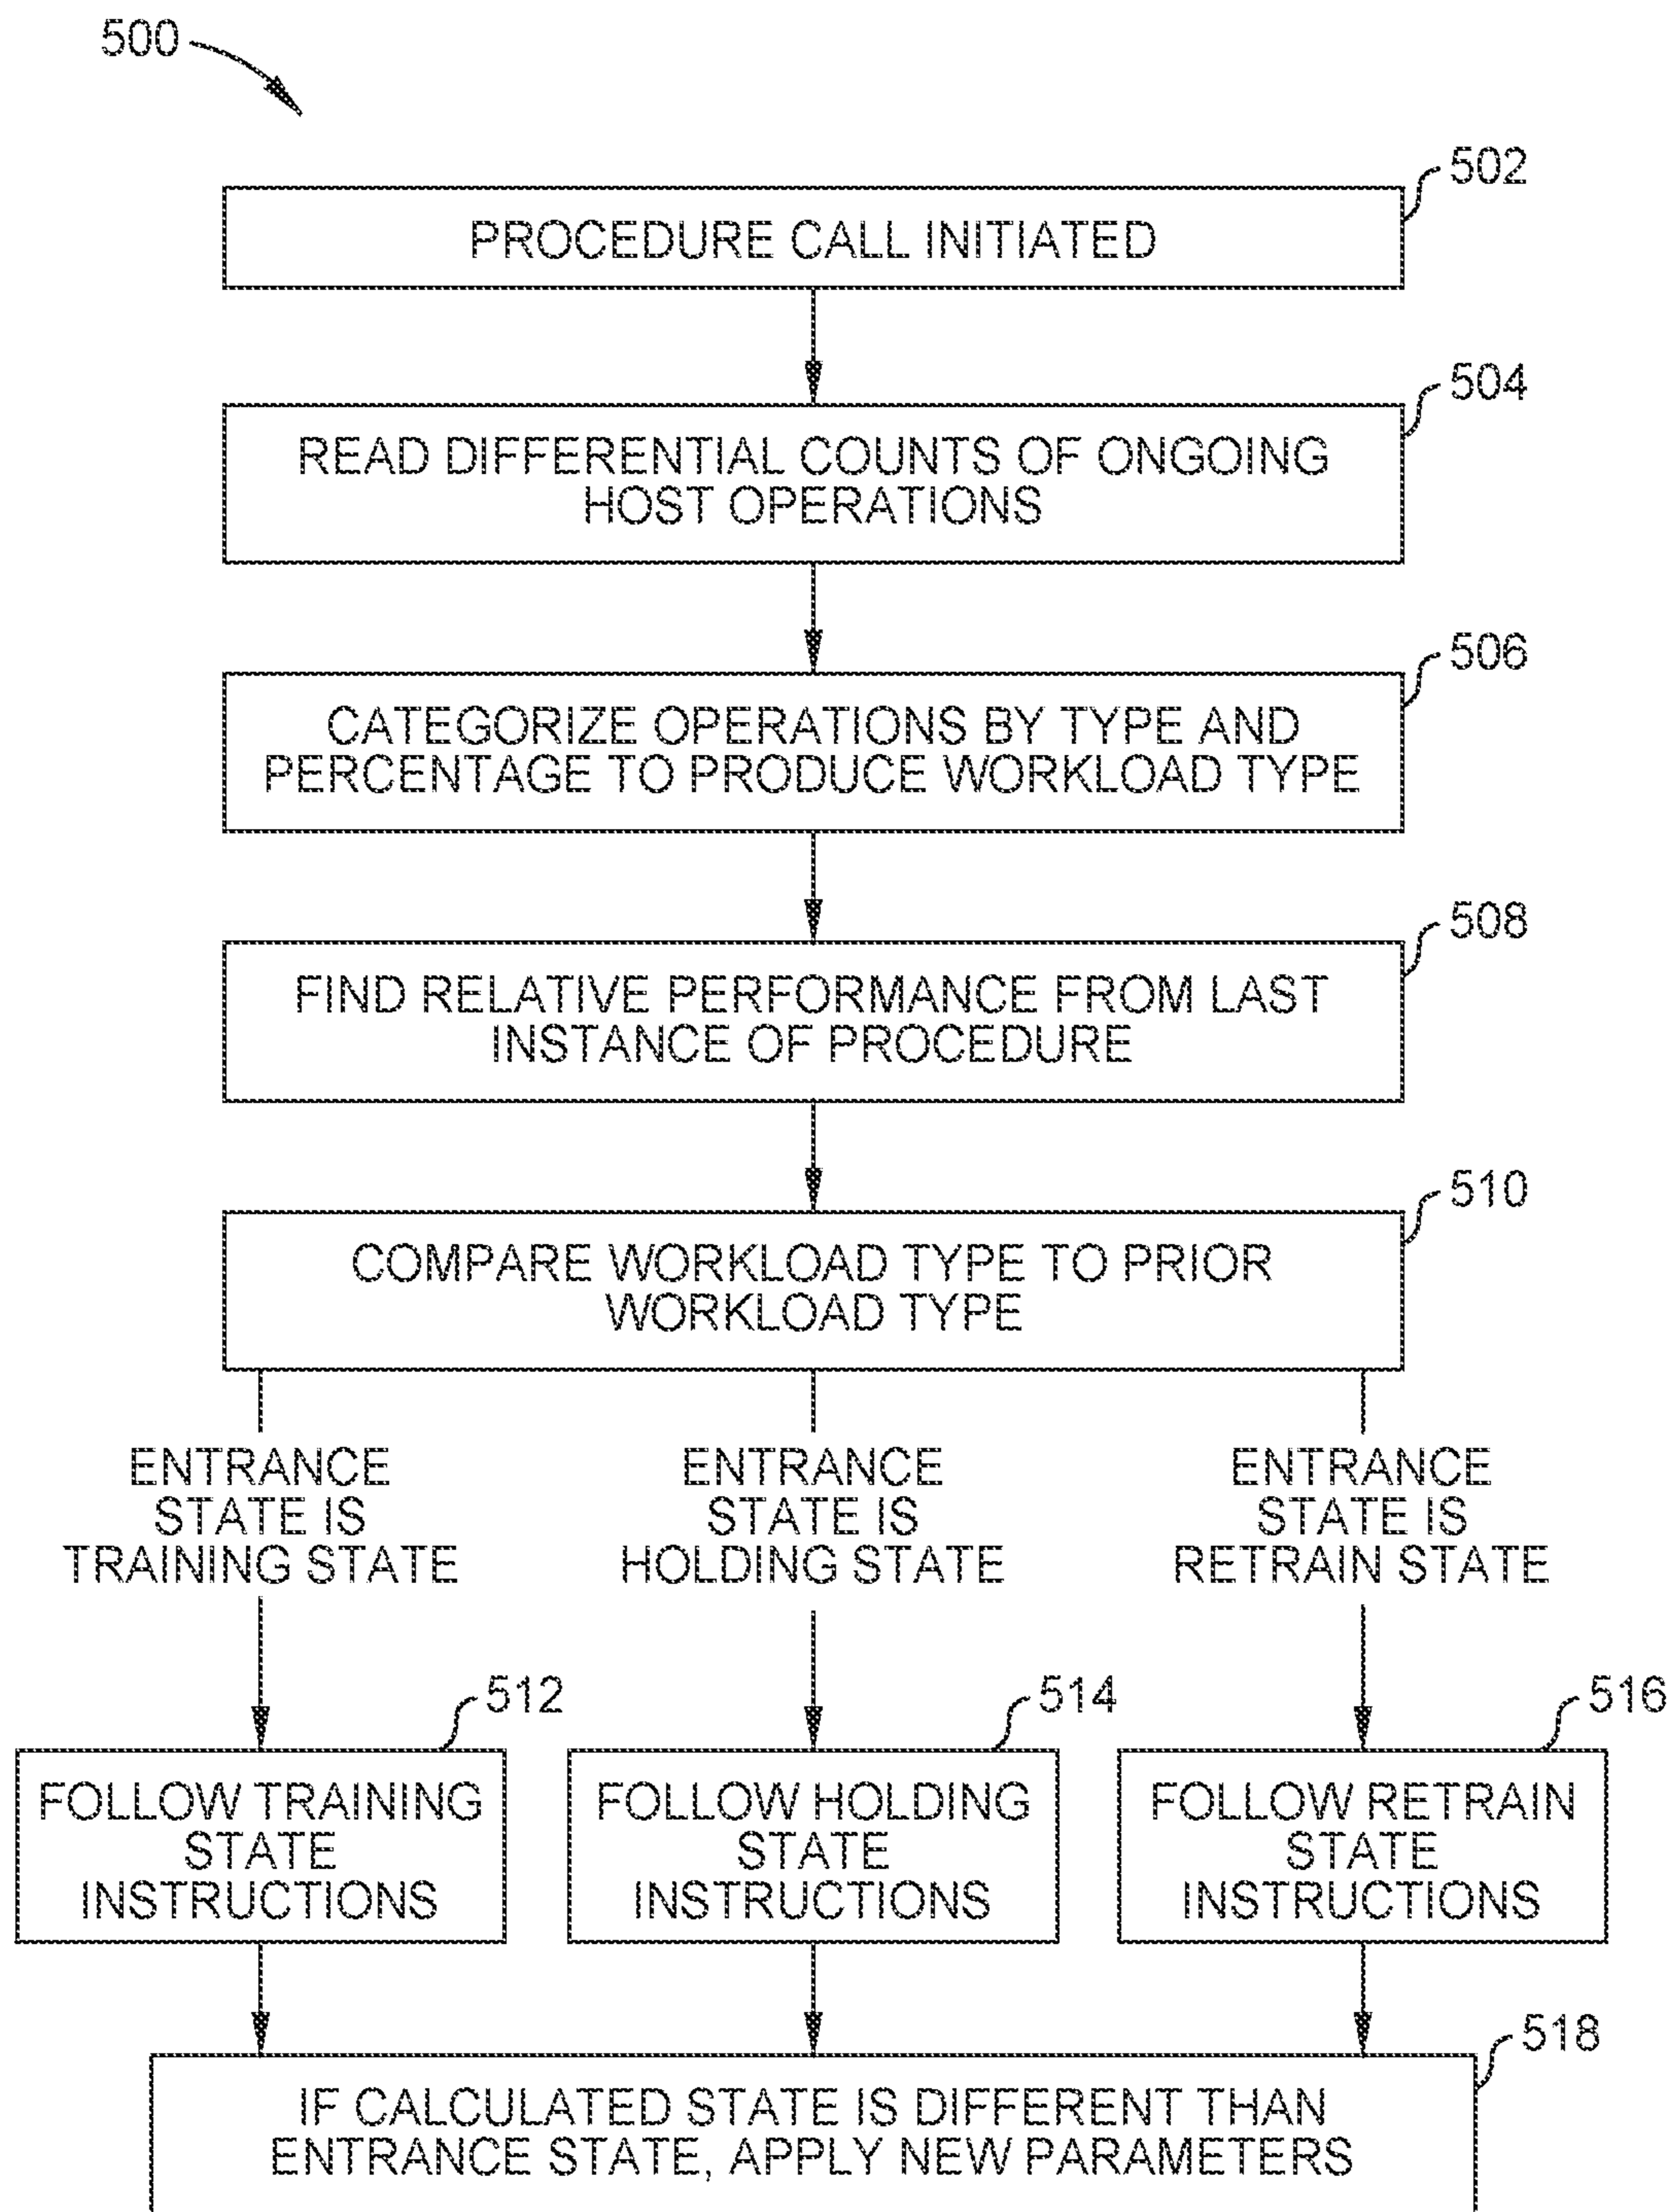 500
502
PROCEDURE CALL INITIATED
504
READ DIFFERENTIAL COUNTS OF ONGOING
HOST OPERATIONS
506
CATEGORIZE OPERATIONS BY TYPE AND
PERCENTAGE TO PRODUCE WORKLOAD TYPE
508
FIND RELATIVE PERFORMANCE FROM LAST
INSTANCE OF PROCEDURE
510
COMPARE WORKLOAD TYPE TO PRIOR
WORKLOAD TYPE
ENTRANCE
STATE IS
TRAINING STATE
ENTRANCE
STATE IS
HOLDING STATE
ENTRANCE
STATE IS
RETRAIN STATE
512
FOLLOW TRAINING
STATE
INSTRUCTIONS
514
FOLLOW HOLDING
STATE
INSTRUCTIONS
516
FOLLOW RETRAIN
STATE
INSTRUCTIONS
518
IF CALCULATED STATE IS DIFFERENT THAN
ENTRANCE STATE, APPLY NEW PARAMETERS